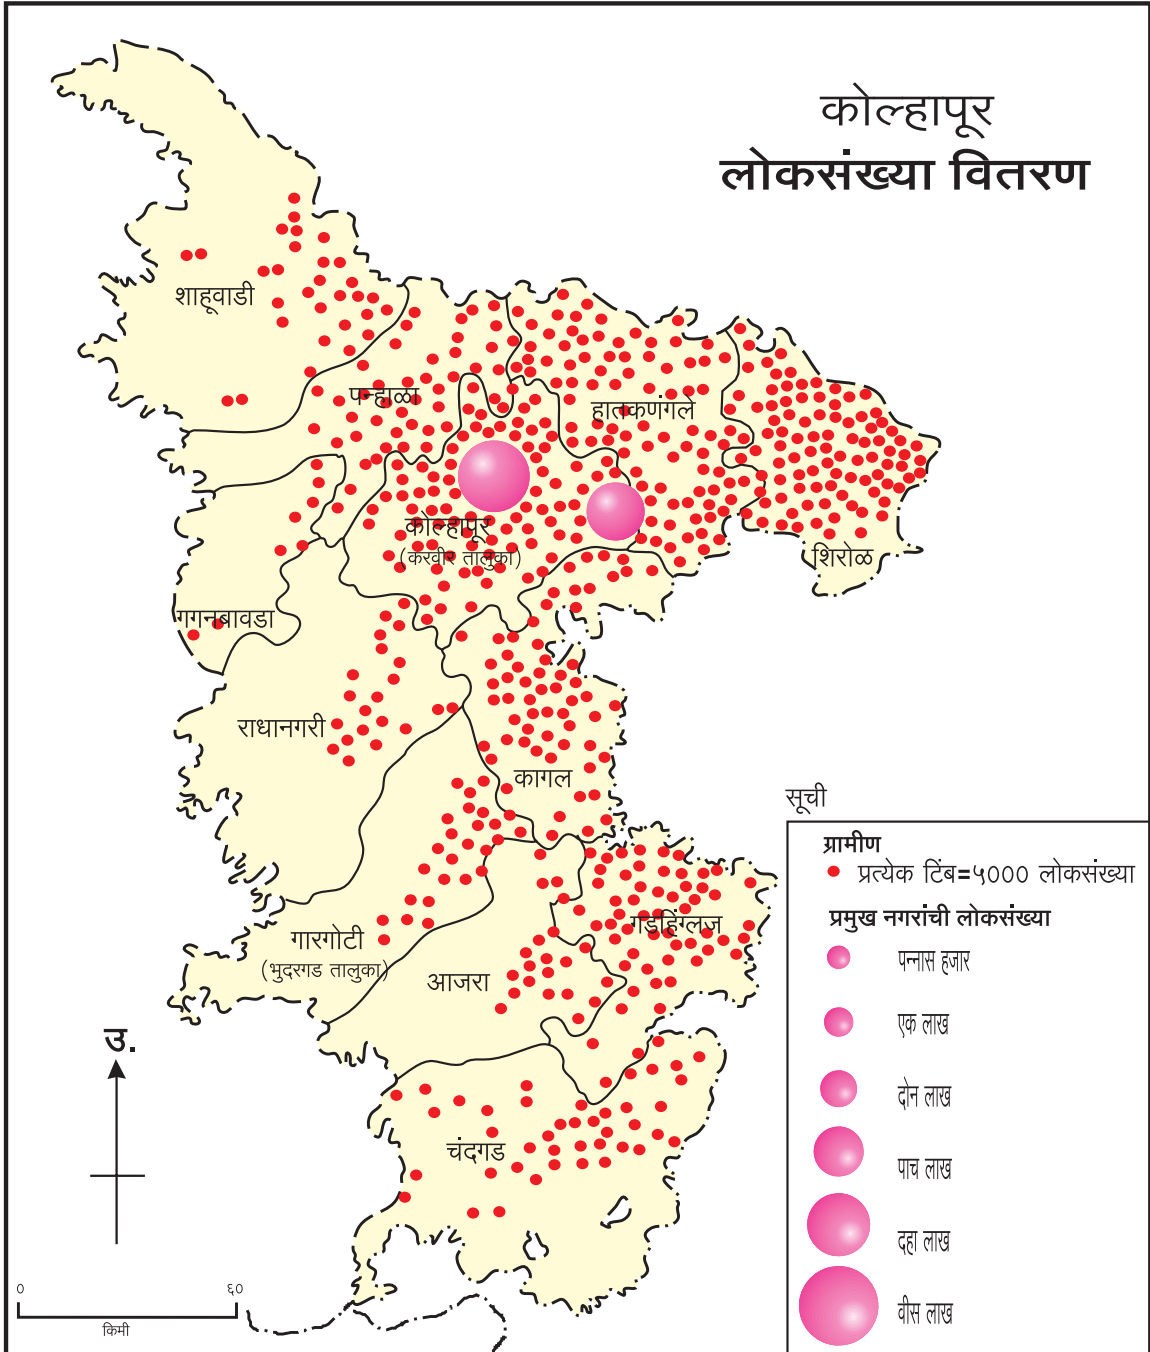 कोल्हापूर
लोकसंख्या वितरण
शाहूवाडी
पन्हाळा
हातकणंगले
कोल्हापूर
(करवीर तालुका)
शिरोळ
गगनबावडा
राधानगरी
कागल
सूची
ग्रामीण
प्रत्येक टिंब=५००० लोकसंख्या
प्रमुख नगरांची लोकसंख्या
गडहिंग्लज
गारगोटी
(भुदरगड तालुका)
आजरा
पन्नास हजार
एक लाख
उ.
दोन लाख
चंदगड
पाच लाख
दहा लाख
० ६०
किमी
वीस लाख